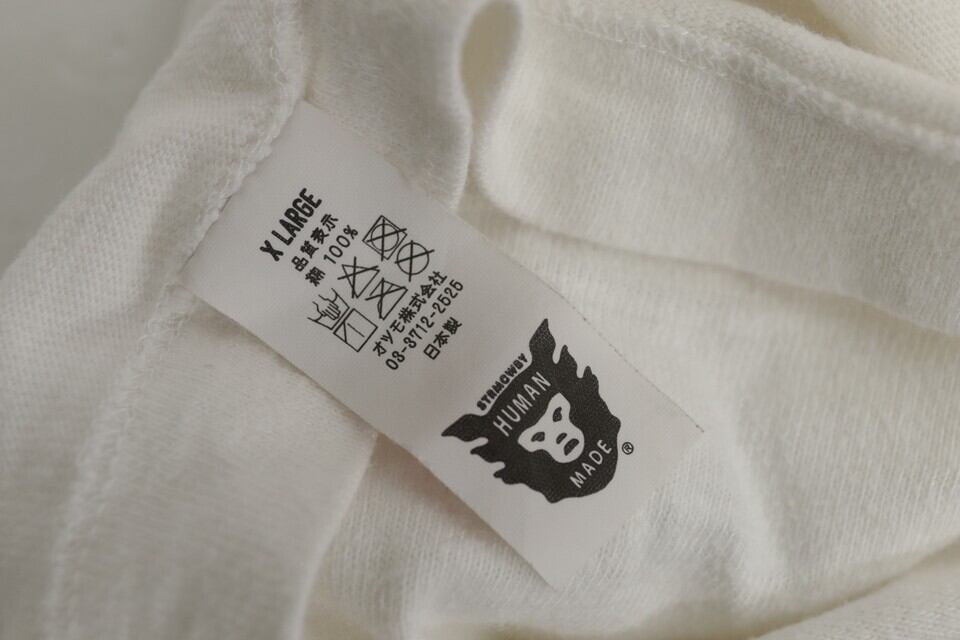 X LARGE
品質表示
綿 100%
オツモ株式会社
03-3712-2525
日本製
STRMCWBY
HUMAN
MADE
®